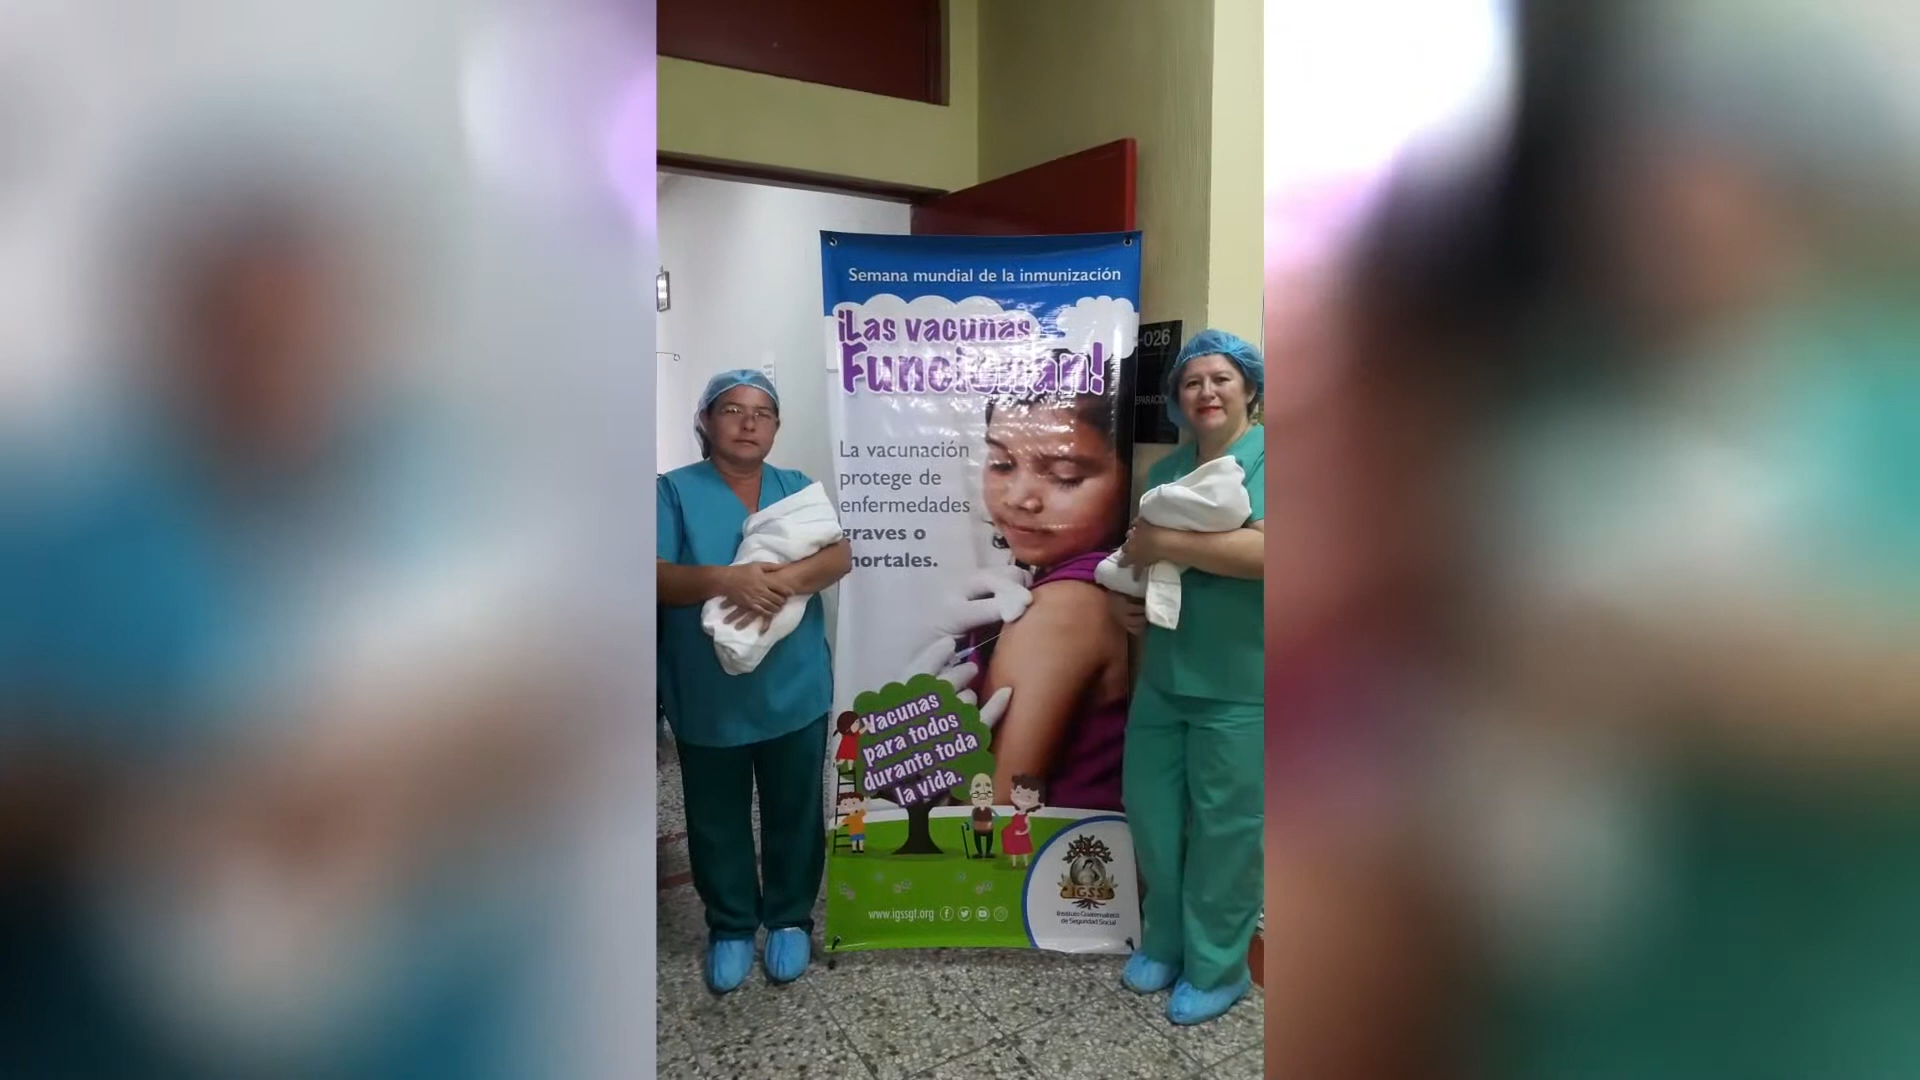 Semana mundial de la inmunización
¡Las vacunas
Funcionan!
La vacunación
protege de
enfermedades
graves o
mortales.
-026
EPARACIÓN
Vacunas
para todos
durante toda
la vida.
www.igssgt.org
IGSS
Instituto Guatemalteco
de Seguridad Social